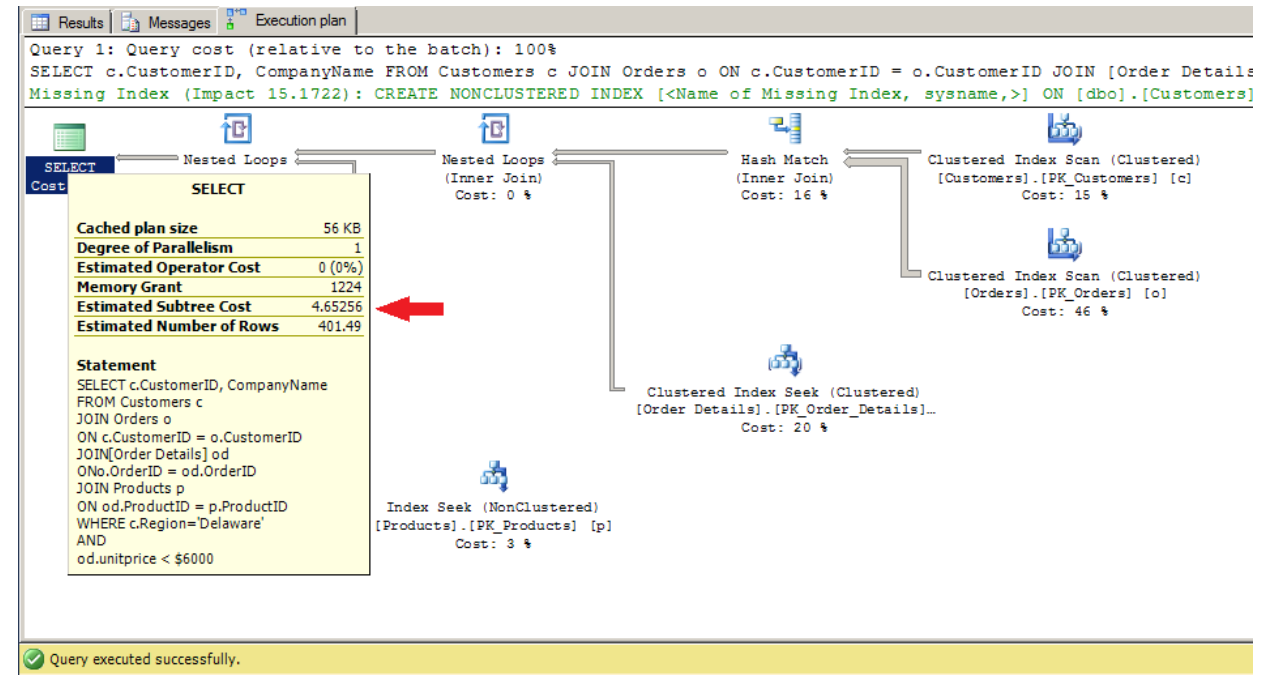 Results Messages Execution plan
Query 1: Query cost (relative to the batch): 100%
SELECT c.CustomerID, CompanyName FROM Customers c JOIN Orders o ON c.CustomerID = o.CustomerID JOIN [Order Details
Missing Index (Impact 15.1722): CREATE NONCLUSTERED INDEX [<Name of Missing Index, sysname,>] ON [dbo].[Customers]
SELECT
Cost
Nested Loops
Nested Loops
(Inner Join)
Cost: 0 %
Hash Match
(Inner Join)
Cost: 16 %
Clustered Index Scan (Clustered)
[Customers].[PK_Customers] [c]
Cost: 15 %
Clustered Index Scan (Clustered)
[Orders].[PK_Orders] [o]
Cost: 46 %
Clustered Index Seek (Clustered)
[Order Details].[PK_Order_Details]…
Cost: 20 %
Index Seek (NonClustered)
[Products].[PK_Products] [p]
Cost: 3 %
SELECT
Cached plan size 56 KB
Degree of Parallelism 1
Estimated Operator Cost 0 (0%)
Memory Grant 1224
Estimated Subtree Cost 4.65256
Estimated Number of Rows 401.49
Statement
SELECT c.CustomerID, CompanyName
FROM Customers c
JOIN Orders o
ON c.CustomerID = o.CustomerID
JOIN[Order Details] od
ONo.OrderID = od.OrderID
JOIN Products p
ON od.ProductID = p.ProductID
WHERE c.Region='Delaware'
AND
od.unitprice < $6000
Query executed successfully.